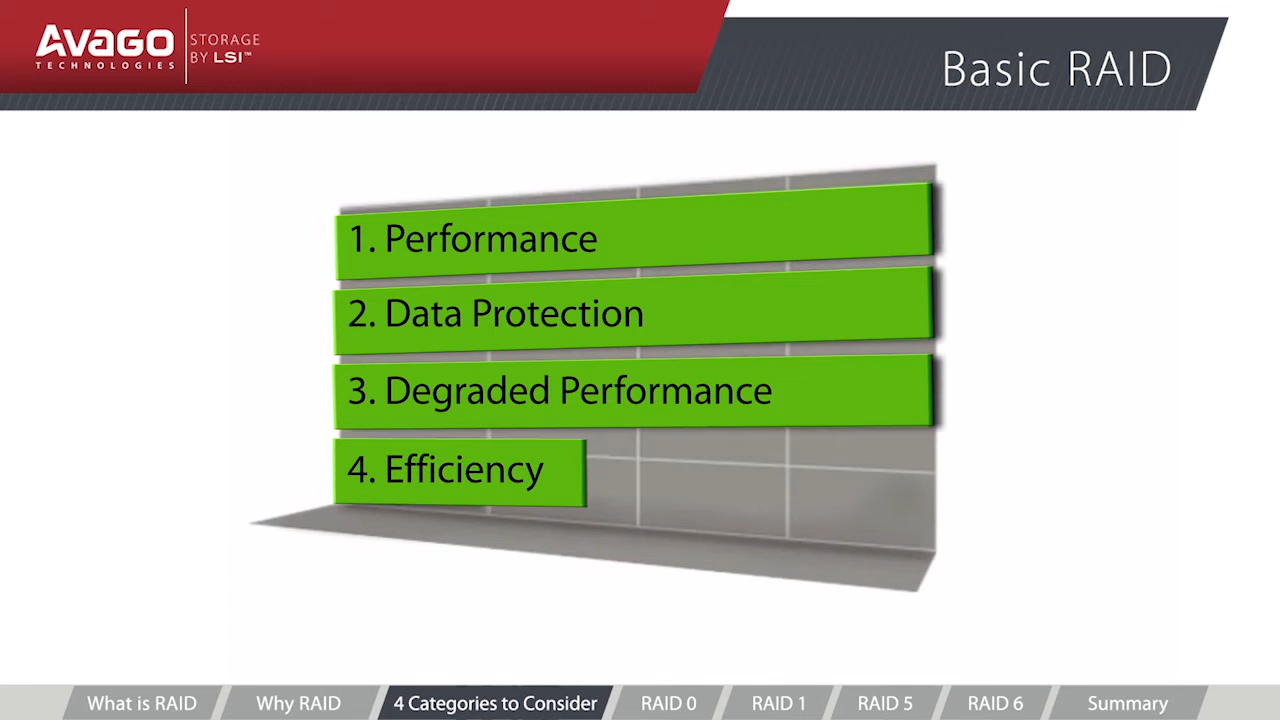 AVAGO
TECHNOLOGIES
STORAGE
BY LSI™
Basic RAID
1. Performance
2. Data Protection
3. Degraded Performance
4. Efficiency
What is RAID
Why RAID
4 Categories to Consider
RAID 0
RAID 1
RAID 5
RAID 6
Summary